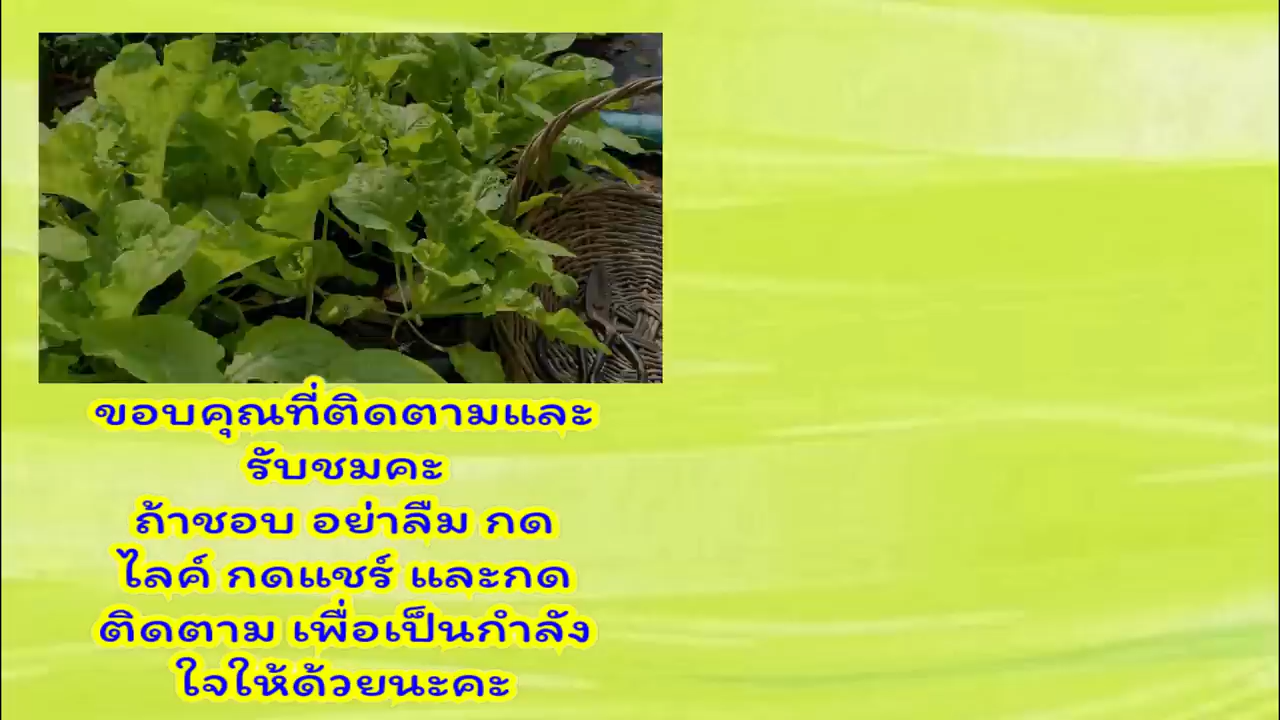 ขอบคุณที่ติดตามและ
รับชมคะ
ถ้าชอบ อย่าลืม กด
ไลค์ กดแชร์ และกด
ติดตาม เพื่อเป็นกำลัง
ใจให้ด้วยนะคะ